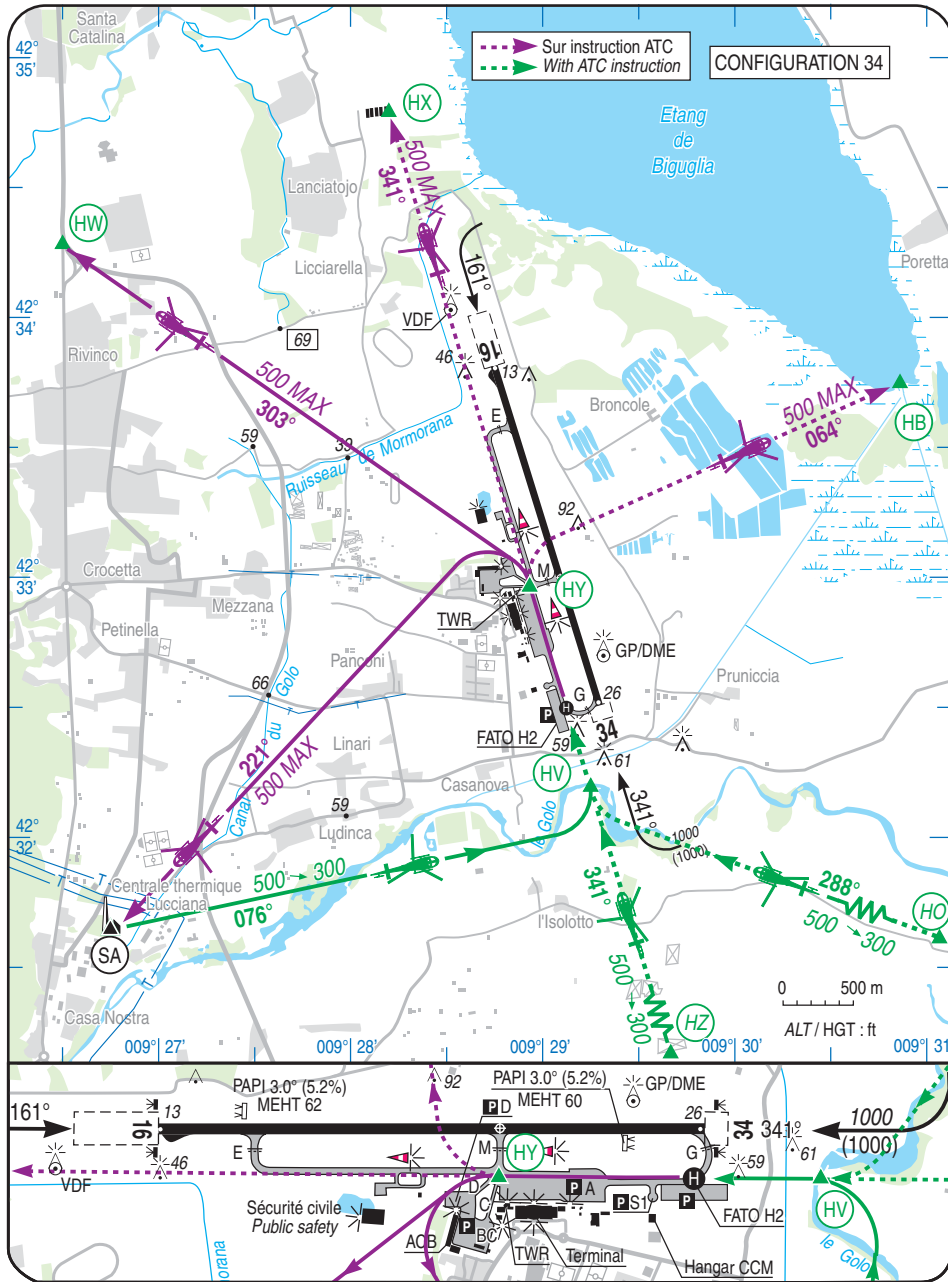 Santa
Catalina
42°
35'
Sur instruction ATC
With ATC instruction
CONFIGURATION 34
HX
Etang
de
Biguglia
500 MAX
341°
Lanciatojo
HW
Licciarella
161°
Poretta
42°
34'
VDF
69
Rivinco
46
16
13
500 MAX
303°
E
Broncole
500 MAX
064°
HB
59
39
Ruisseau de Mormorana
92
42°
33'
Crocetta
M
HY
Mezzana
TWR
Petinella
Panconi
GP/DME
Pruniccia
66
Golo
du
Canal
G
26
P
H
FATO H2
59
34
61
221°
500 MAX
Linari
Casanova
HV
le Golo
341°
1000
(1000)
42°
32'
59
Ludinca
Centrale thermique
Lucciana
500 → 300
076°
288°
500 → 300
HO
SA
l'Isolotto
341°
500 → 300
HZ
0 500 m
ALT / HGT : ft
Casa Nostra
009° 27' 009° 28' 009° 29' 009° 30' 009° 31'
161°
13
16
PAPI 3.0° (5.2%)
MEHT 62
92
PAPI 3.0° (5.2%)
MEHT 60
GP/DME
P D
26
34
341°
1000
(1000)
E
M
HY
G
59
61
46
VDF
D
C
P A
H
P S1
P
HV
Sécurité civile
Public safety
P
BC
FATO H2
ACB
TWR
Terminal
Hangar CCM
le Golo
morana